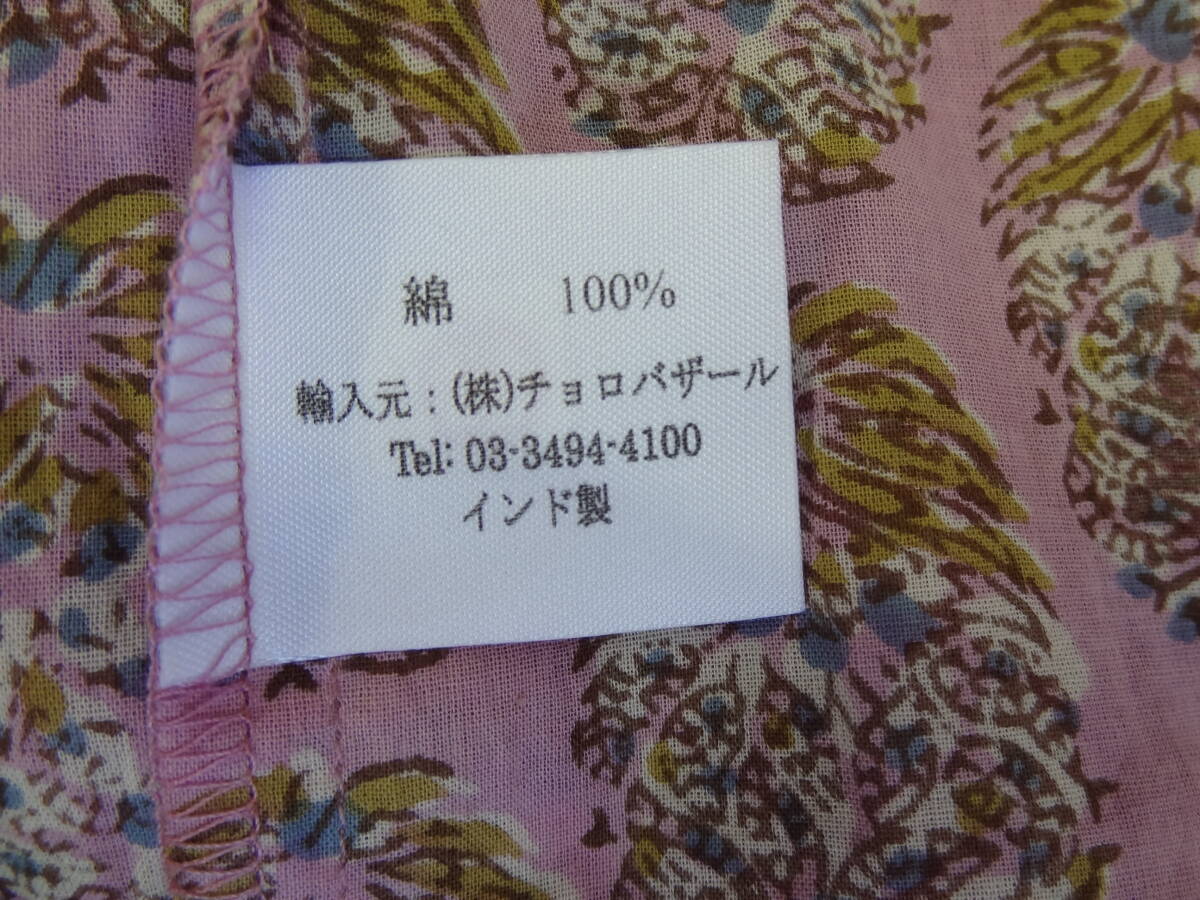 綿 100%
輸入元：(株)チョロバザール
Tel: 03-3494-4100
インド製